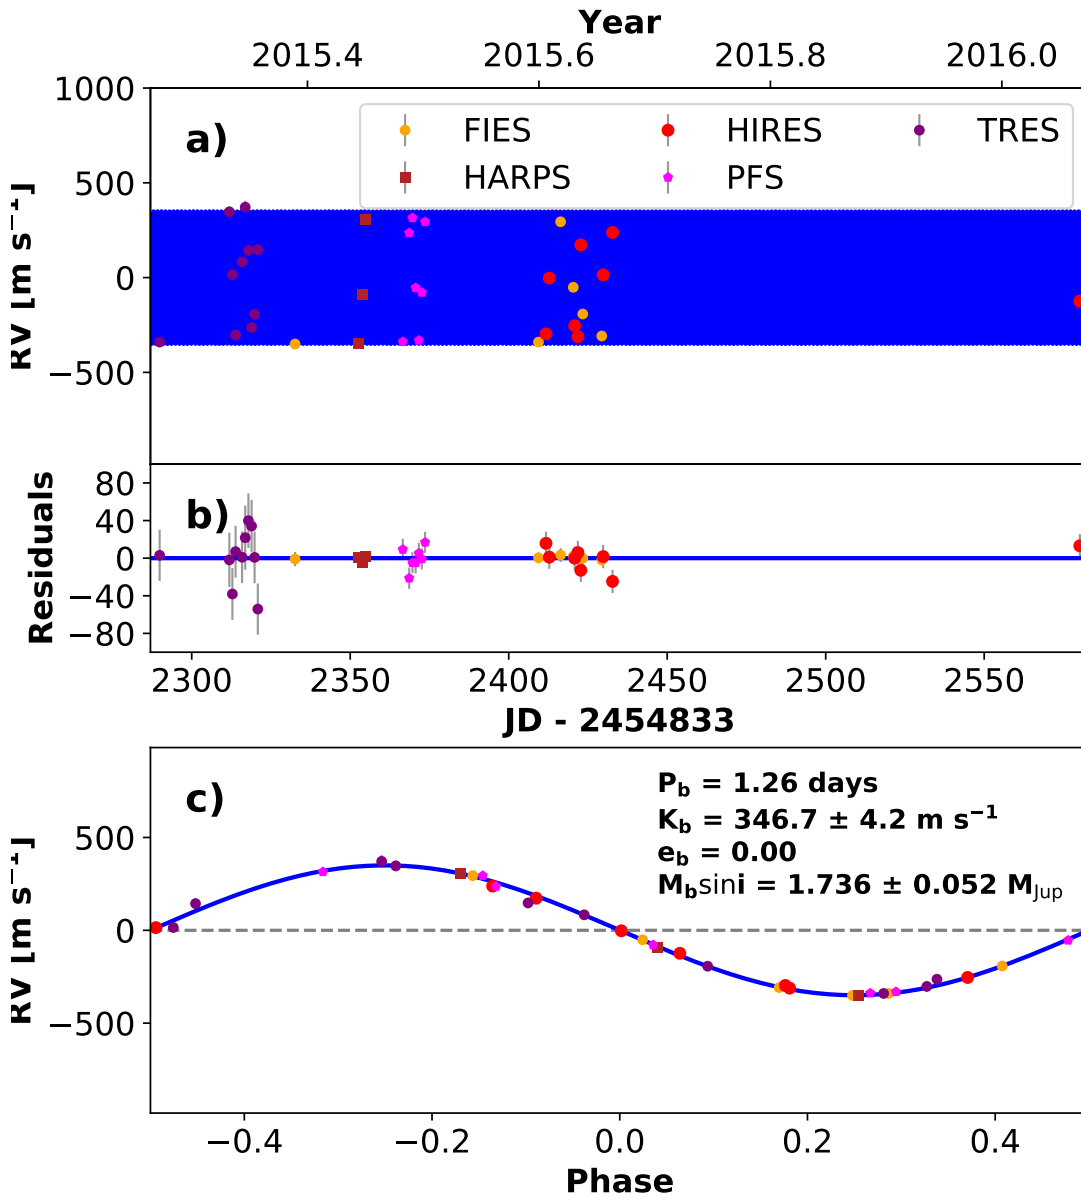 Year
2015.4 2015.6 2015.8 2016.0
a)
FIES HIRES TRES
HARPS PFS
1000
500
0
−500
RV [m s⁻¹]
b)
80
40
0
−40
−80
Residuals
2300 2350 2400 2450 2500 2550
JD - 2454833
c)
P_b = 1.26 days
K_b = 346.7 ± 4.2 m s⁻¹
e_b = 0.00
M_b sini = 1.736 ± 0.052 M_Jup
500
0
−500
RV [m s⁻¹]
−0.4 −0.2 0.0 0.2 0.4
Phase